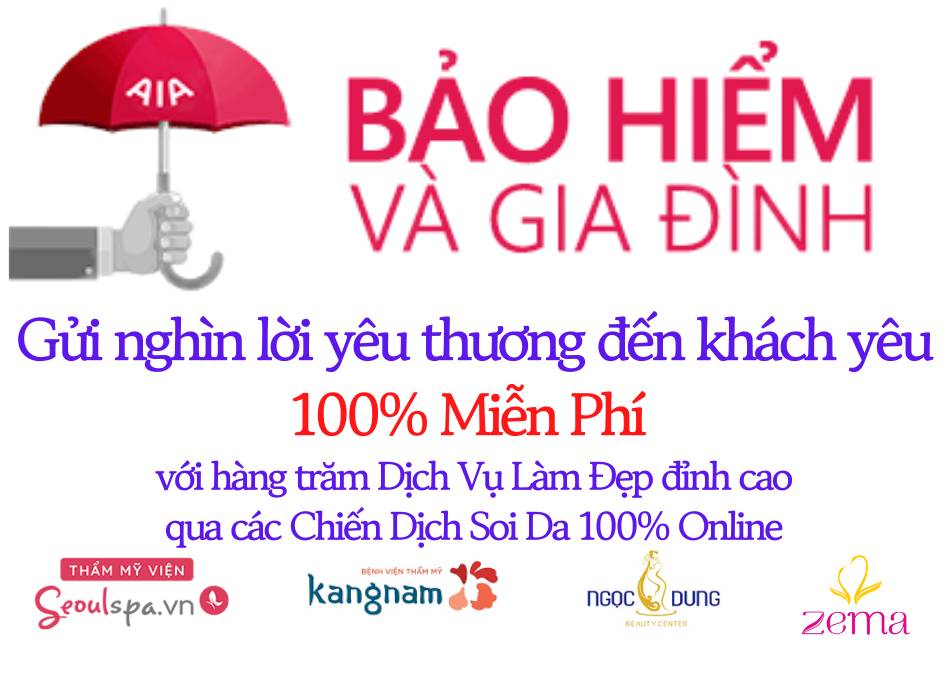 AIA
BẢO HIỂM
VÀ GIA ĐÌNH
Gửi nghìn lời yêu thương đến khách yêu
100% Miễn Phí
với hàng trăm Dịch Vụ Làm Đẹp đỉnh cao
qua các Chiến Dịch Soi Da 100% Online
THẨM MỸ VIỆN
Seoulspa.vn
BỆNH VIỆN THẨM MỸ
kangnam
NGỌC DUNG
BEAUTY CENTER
zema